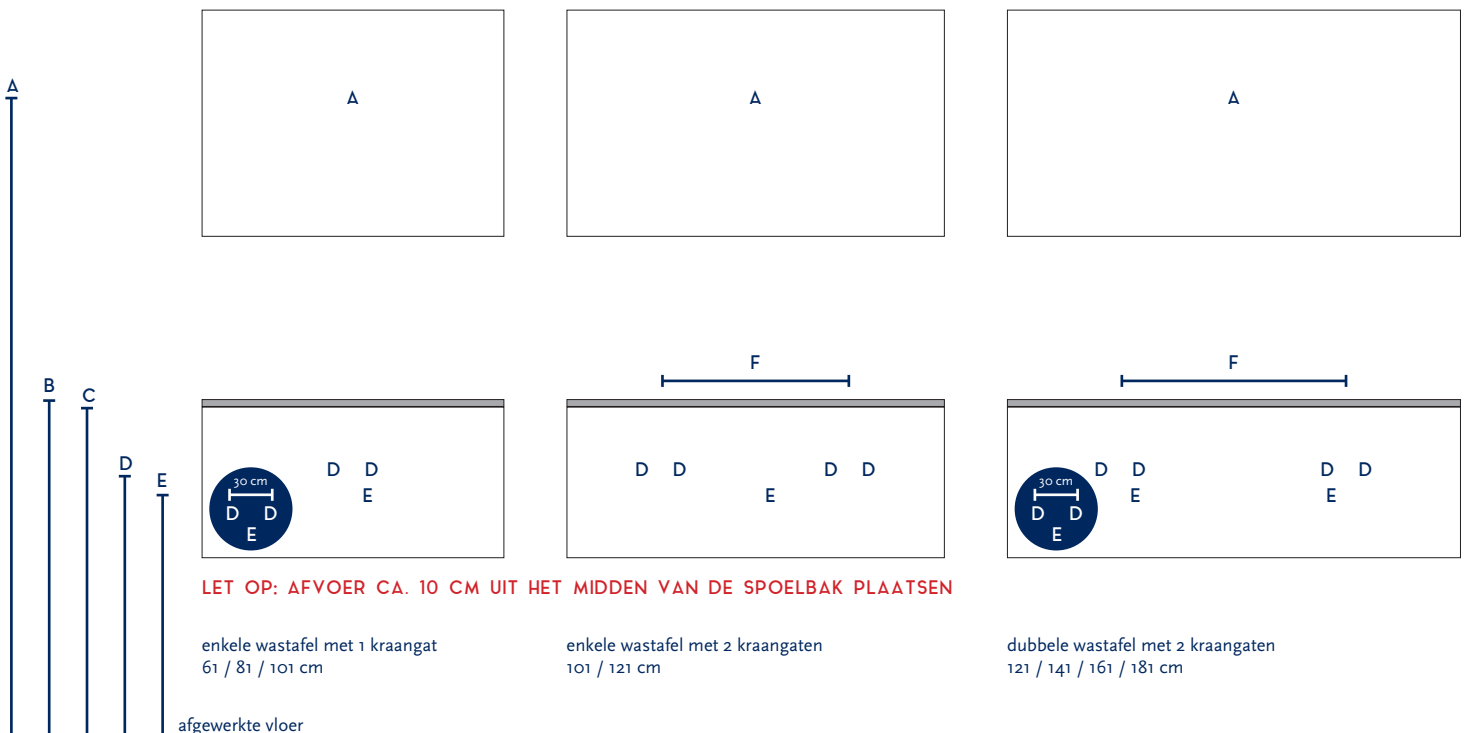 A
A
A
A
B
C
D
E
F
F
D D
E
30 cm
D D
E
D D
D D
E
D D
E
D D
E
30 cm
D D
E
LET OP: AFVOER CA. 10 CM UIT HET MIDDEN VAN DE SPOELBAK PLAATSEN
enkele wastafel met 1 kraangat
61 / 81 / 101 cm
enkele wastafel met 2 kraangaten
101 / 121 cm
dubbele wastafel met 2 kraangaten
121 / 141 / 161 / 181 cm
afgewerkte vloer